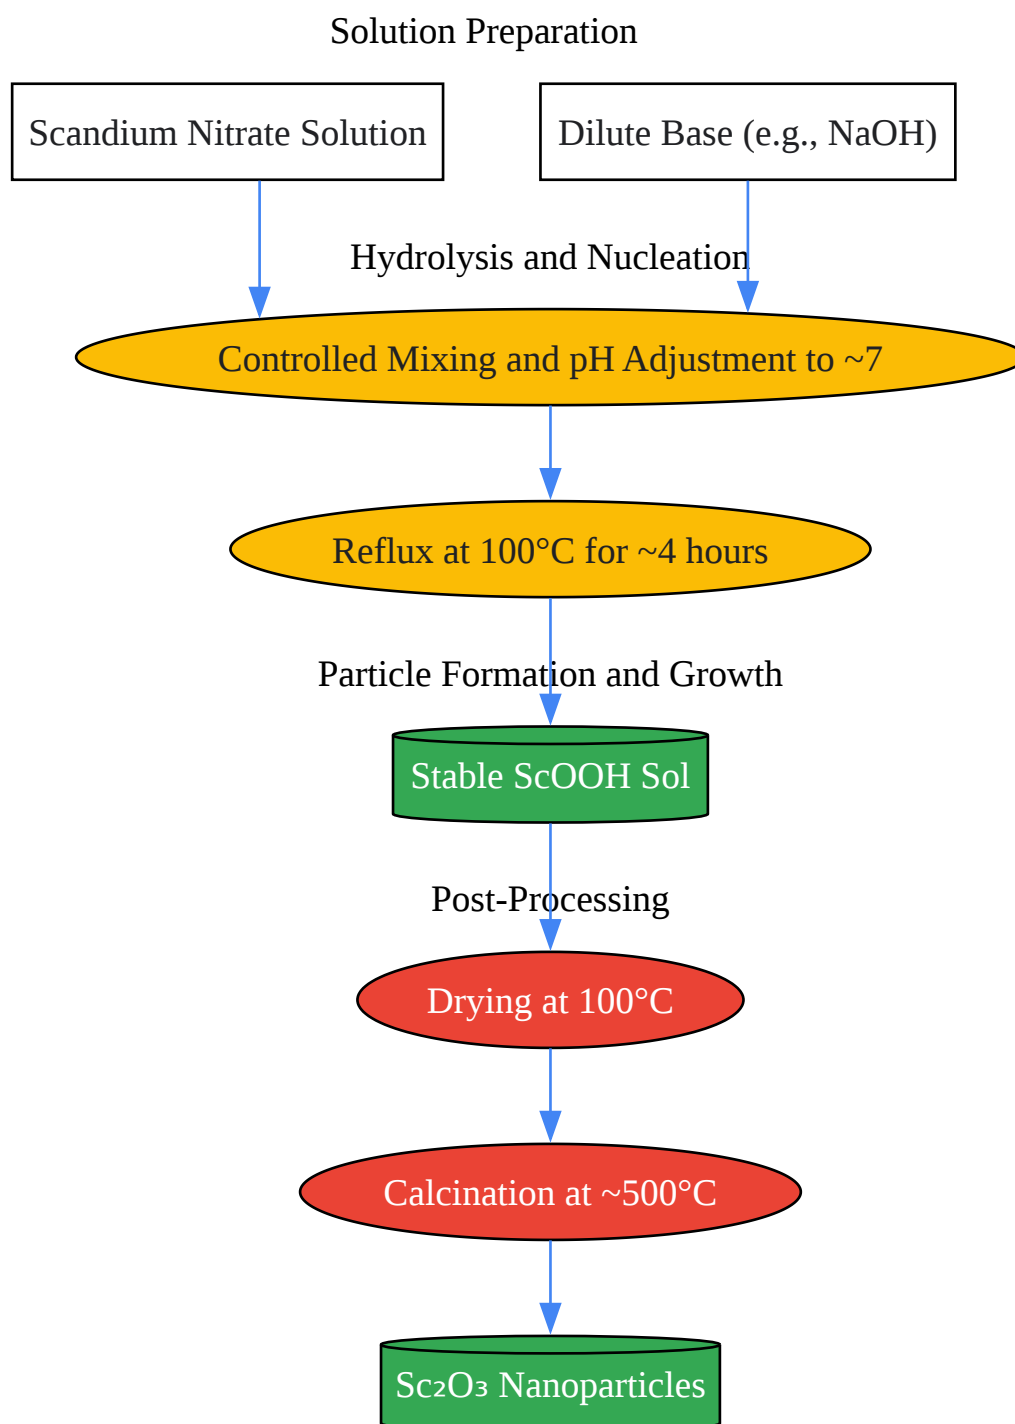 Solution Preparation
Scandium Nitrate Solution
Dilute Base (e.g., NaOH)
Hydrolysis and Nucleation
Controlled Mixing and pH Adjustment to ~7
Reflux at 100°C for ~4 hours
Particle Formation and Growth
Stable ScOOH Sol
Post-Processing
Drying at 100°C
Calcination at ~500°C
Sc₂O₃ Nanoparticles